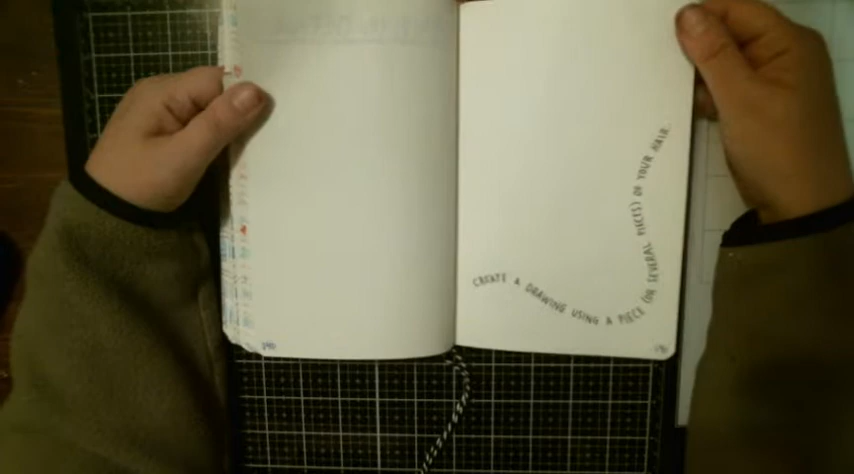 CREATE A DRAWING USING A PIECE (OR SEVERAL PIECES) OF YOUR HAIR.